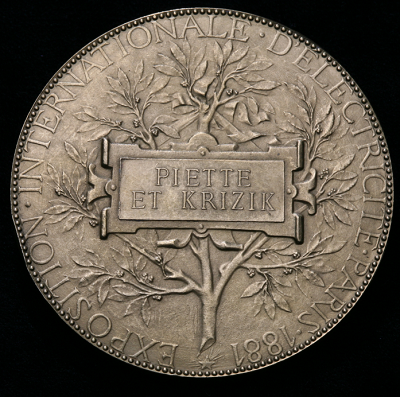 EXPOSITION · INTERNATIONALE · D'ELECTRICITE · PARIS · 1881
PIETTE
ET KRIZIK